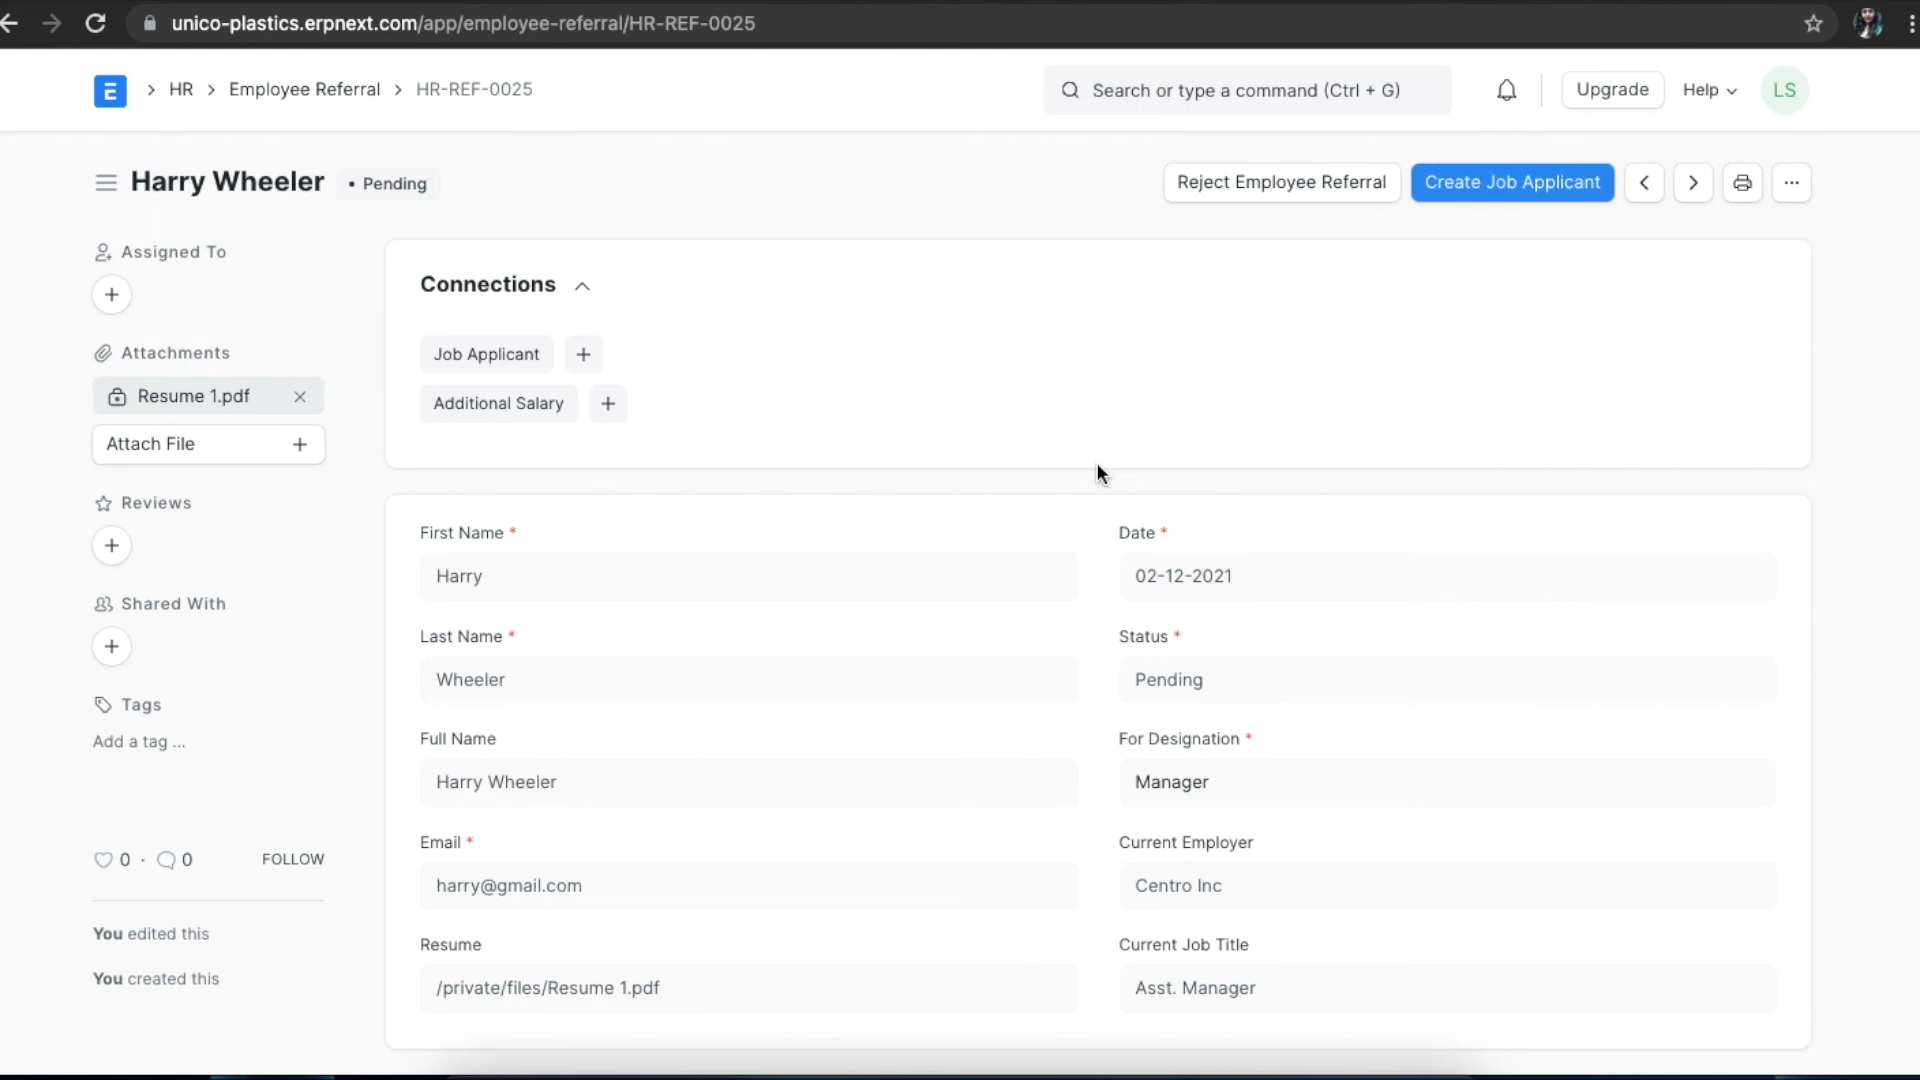 unico-plastics.erpnext.com/app/employee-referral/HR-REF-0025
E > HR > Employee Referral > HR-REF-0025
Search or type a command (Ctrl + G)
Upgrade
Help
LS
Harry Wheeler
• Pending
Reject Employee Referral
Create Job Applicant
Assigned To
Attachments
Resume 1.pdf
Attach File
Reviews
Shared With
Tags
Add a tag ...
0 · 0
FOLLOW
You edited this
You created this
Connections
Job Applicant
Additional Salary
First Name *
Harry
Last Name *
Wheeler
Full Name
Harry Wheeler
Email *
harry@gmail.com
Resume
/private/files/Resume 1.pdf
Date *
02-12-2021
Status *
Pending
For Designation *
Manager
Current Employer
Centro Inc
Current Job Title
Asst. Manager